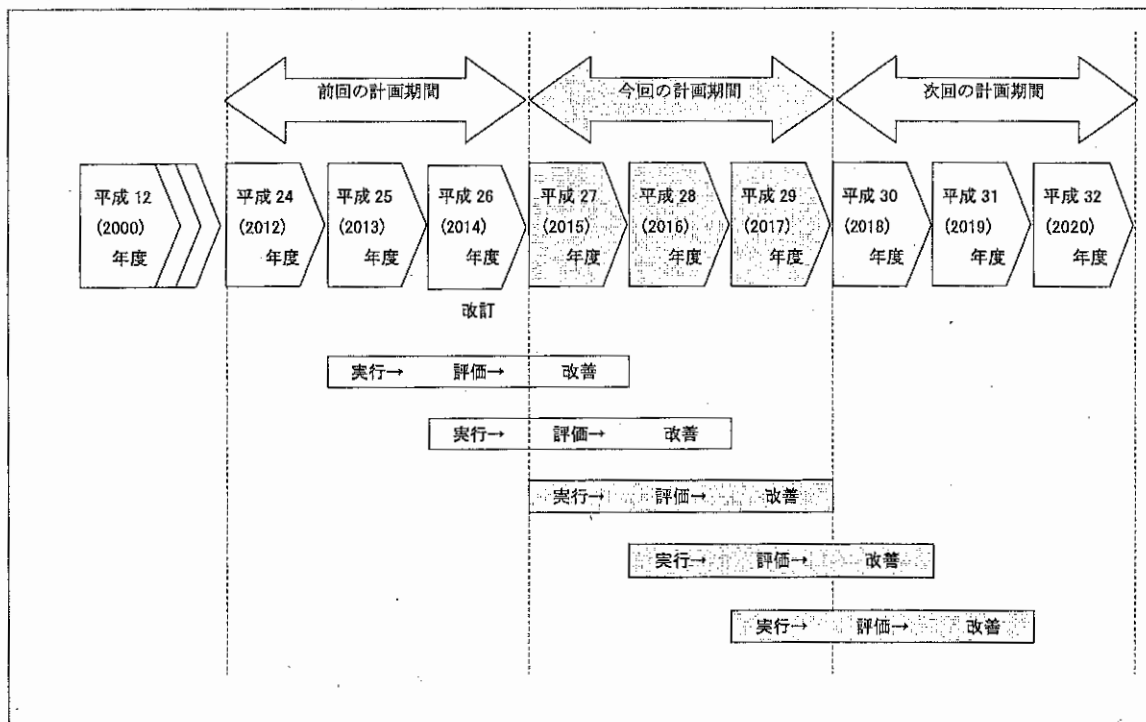 前回の計画期間
今回の計画期間
次回の計画期間
平成 12
(2000)
年度
平成 24
(2012)
年度
平成 25
(2013)
年度
平成 26
(2014)
年度
平成 27
(2015)
年度
平成 28
(2016)
年度
平成 29
(2017)
年度
平成 30
(2018)
年度
平成 31
(2019)
年度
平成 32
(2020)
年度
改訂
実行→ 評価→ 改善
実行→ 評価→ 改善
実行→ 評価→ 改善
実行→ 評価→ 改善
実行→ 評価→ 改善